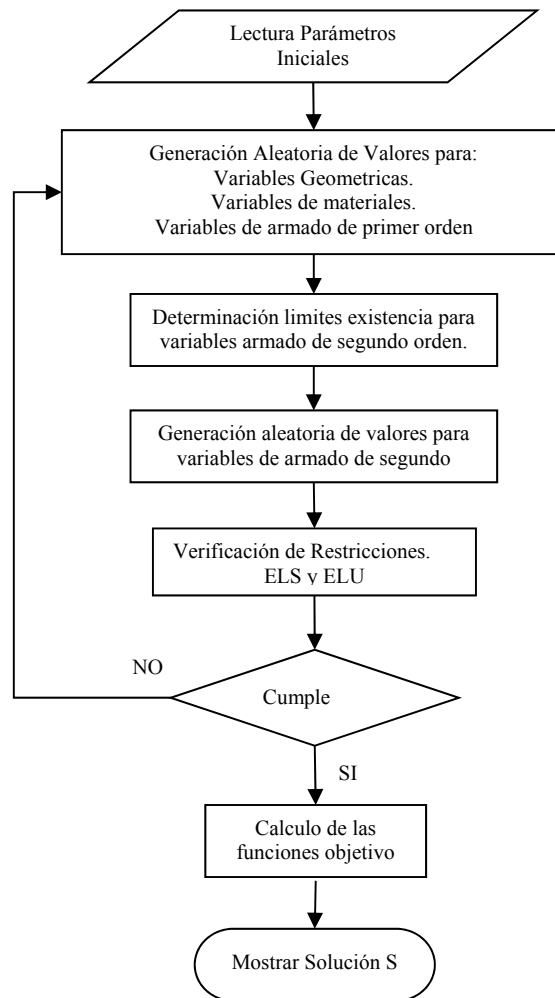 Lectura Parámetros
Iniciales
Generación Aleatoria de Valores para:
Variables Geometricas.
Variables de materiales.
Variables de armado de primer orden
Determinación limites existencia para
variables armado de segundo orden.
Generación aleatoria de valores para
variables de armado de segundo
Verificación de Restricciones.
ELS y ELU
NO
Cumple
SI
Calculo de las
funciones objetivo
Mostrar Solución S